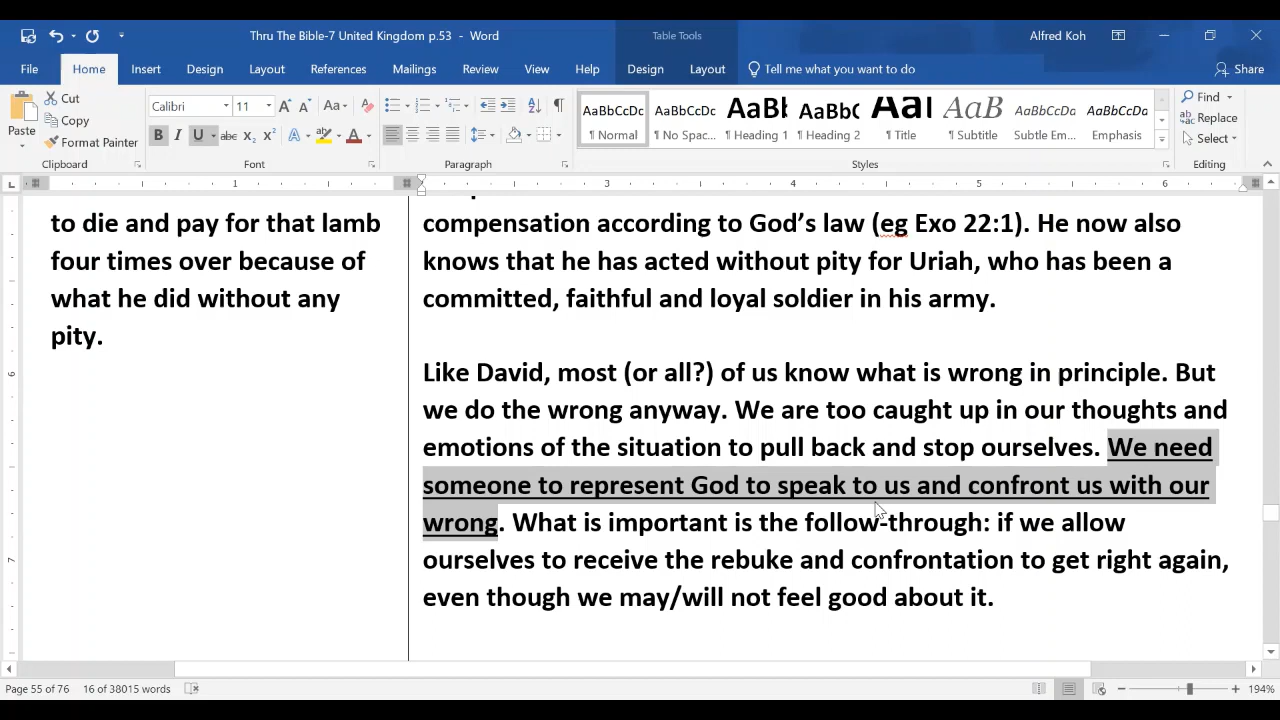 Thru The Bible-7 United Kingdom p.53 - Word
Table Tools
Alfred Koh
File Home Insert Design Layout References Mailings Review View Help Design Layout Tell me what you want to do Share
Paste
Cut
Copy
Format Painter
Clipboard
Calibri 11
Font
Paragraph
AaBbCcDc AaBbCcDc AaBbC AaBbC AaB AaBbCcD AaBbCcDc AaBbCcDc
¶ Normal ¶ No Spac... ¶ Heading 1 ¶ Heading 2 ¶ Title ¶ Subtitle Subtle Em... Emphasis
Styles
Find
Replace
Select
Editing
1 3 4 5 6
to die and pay for that lamb
four times over because of
what he did without any
pity.
compensation according to God’s law (eg Exo 22:1). He now also
knows that he has acted without pity for Uriah, who has been a
committed, faithful and loyal soldier in his army.
Like David, most (or all?) of us know what is wrong in principle. But
we do the wrong anyway. We are too caught up in our thoughts and
emotions of the situation to pull back and stop ourselves. We need
someone to represent God to speak to us and confront us with our
wrong. What is important is the follow-through: if we allow
ourselves to receive the rebuke and confrontation to get right again,
even though we may/will not feel good about it.
Page 55 of 76 16 of 38015 words 194%